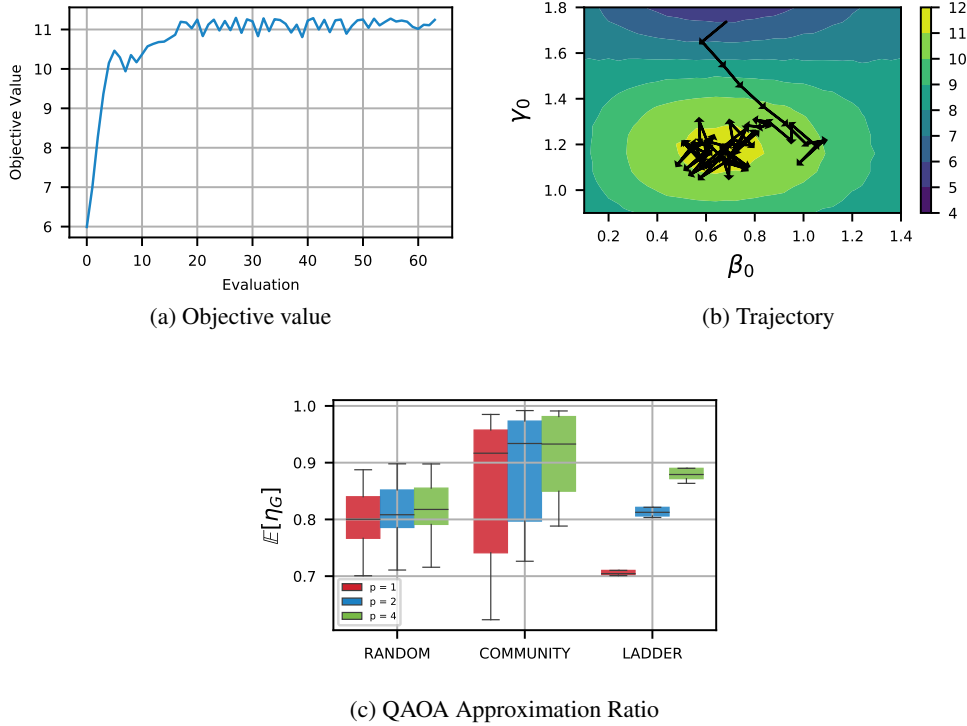 11
10
9
8
7
6
Objective Value
0
10
20
30
40
50
60
Evaluation
(a) Objective value
1.8
1.6
1.4
1.2
1.0
γ0
0.2
0.4
0.6
0.8
1.0
1.2
1.4
β0
12
11
10
9
8
7
6
5
4
(b) Trajectory
1.0
0.9
0.8
0.7
𝔼[ηG]
p = 1
p = 2
p = 4
RANDOM
COMMUNITY
LADDER
(c) QAOA Approximation Ratio